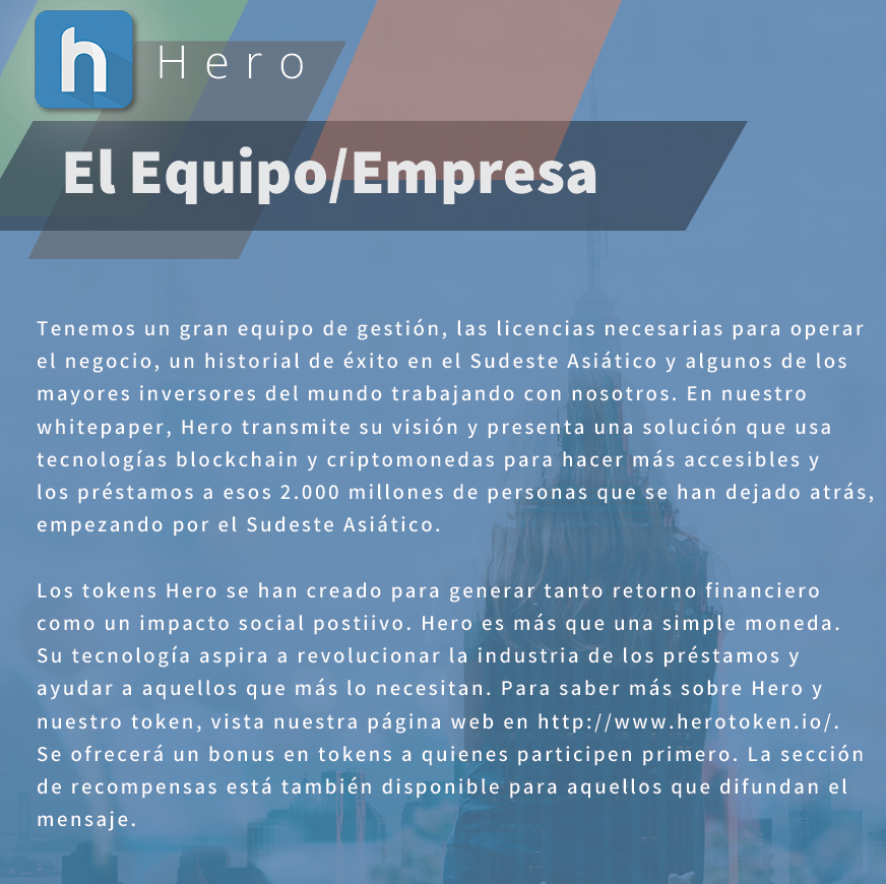 h Hero
El Equipo/Empresa
Tenemos un gran equipo de gestión, las licencias necesarias para operar
el negocio, un historial de éxito en el Sudeste Asiático y algunos de los
mayores inversores del mundo trabajando con nosotros. En nuestro
whitepaper, Hero transmite su visión y presenta una solución que usa
tecnologías blockchain y criptomonedas para hacer más accesibles y
los préstamos a esos 2.000 millones de personas que se han dejado atrás,
empezando por el Sudeste Asiático.
Los tokens Hero se han creado para generar tanto retorno financiero
como un impacto social postiivo. Hero es más que una simple moneda.
Su tecnología aspira a revolucionar la industria de los préstamos y
ayudar a aquellos que más lo necesitan. Para saber más sobre Hero y
nuestro token, vista nuestra página web en http://www.herotoken.io/.
Se ofrecerá un bonus en tokens a quienes participen primero. La sección
de recompensas está también disponible para aquellos que difundan el
mensaje.